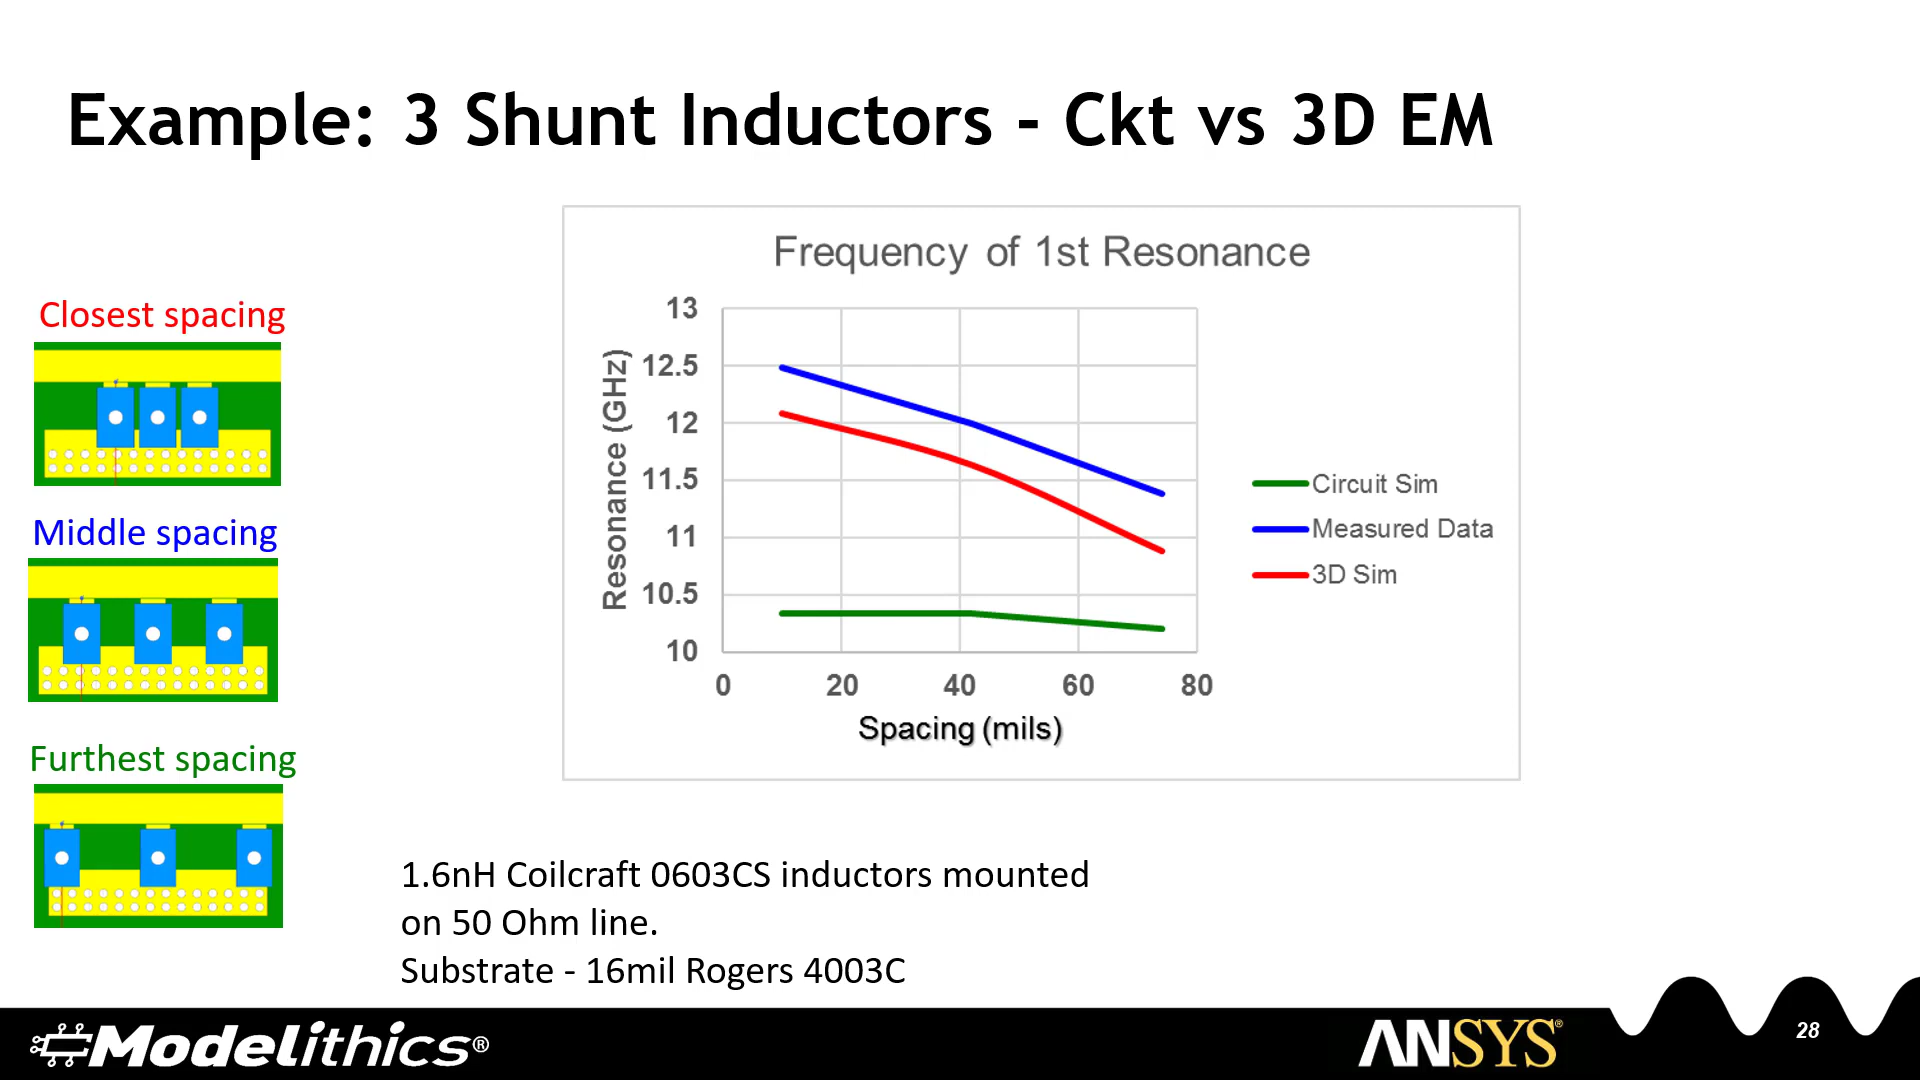 Example: 3 Shunt Inductors - Ckt vs 3D EM
Closest spacing
Middle spacing
Furthest spacing
Frequency of 1st Resonance
Resonance (GHz)
13
12.5
12
11.5
11
10.5
10
0 20 40 60 80
Spacing (mils)
Circuit Sim
Measured Data
3D Sim
1.6nH Coilcraft 0603CS inductors mounted
on 50 Ohm line.
Substrate - 16mil Rogers 4003C
Modelithics®
ANSYS®
28